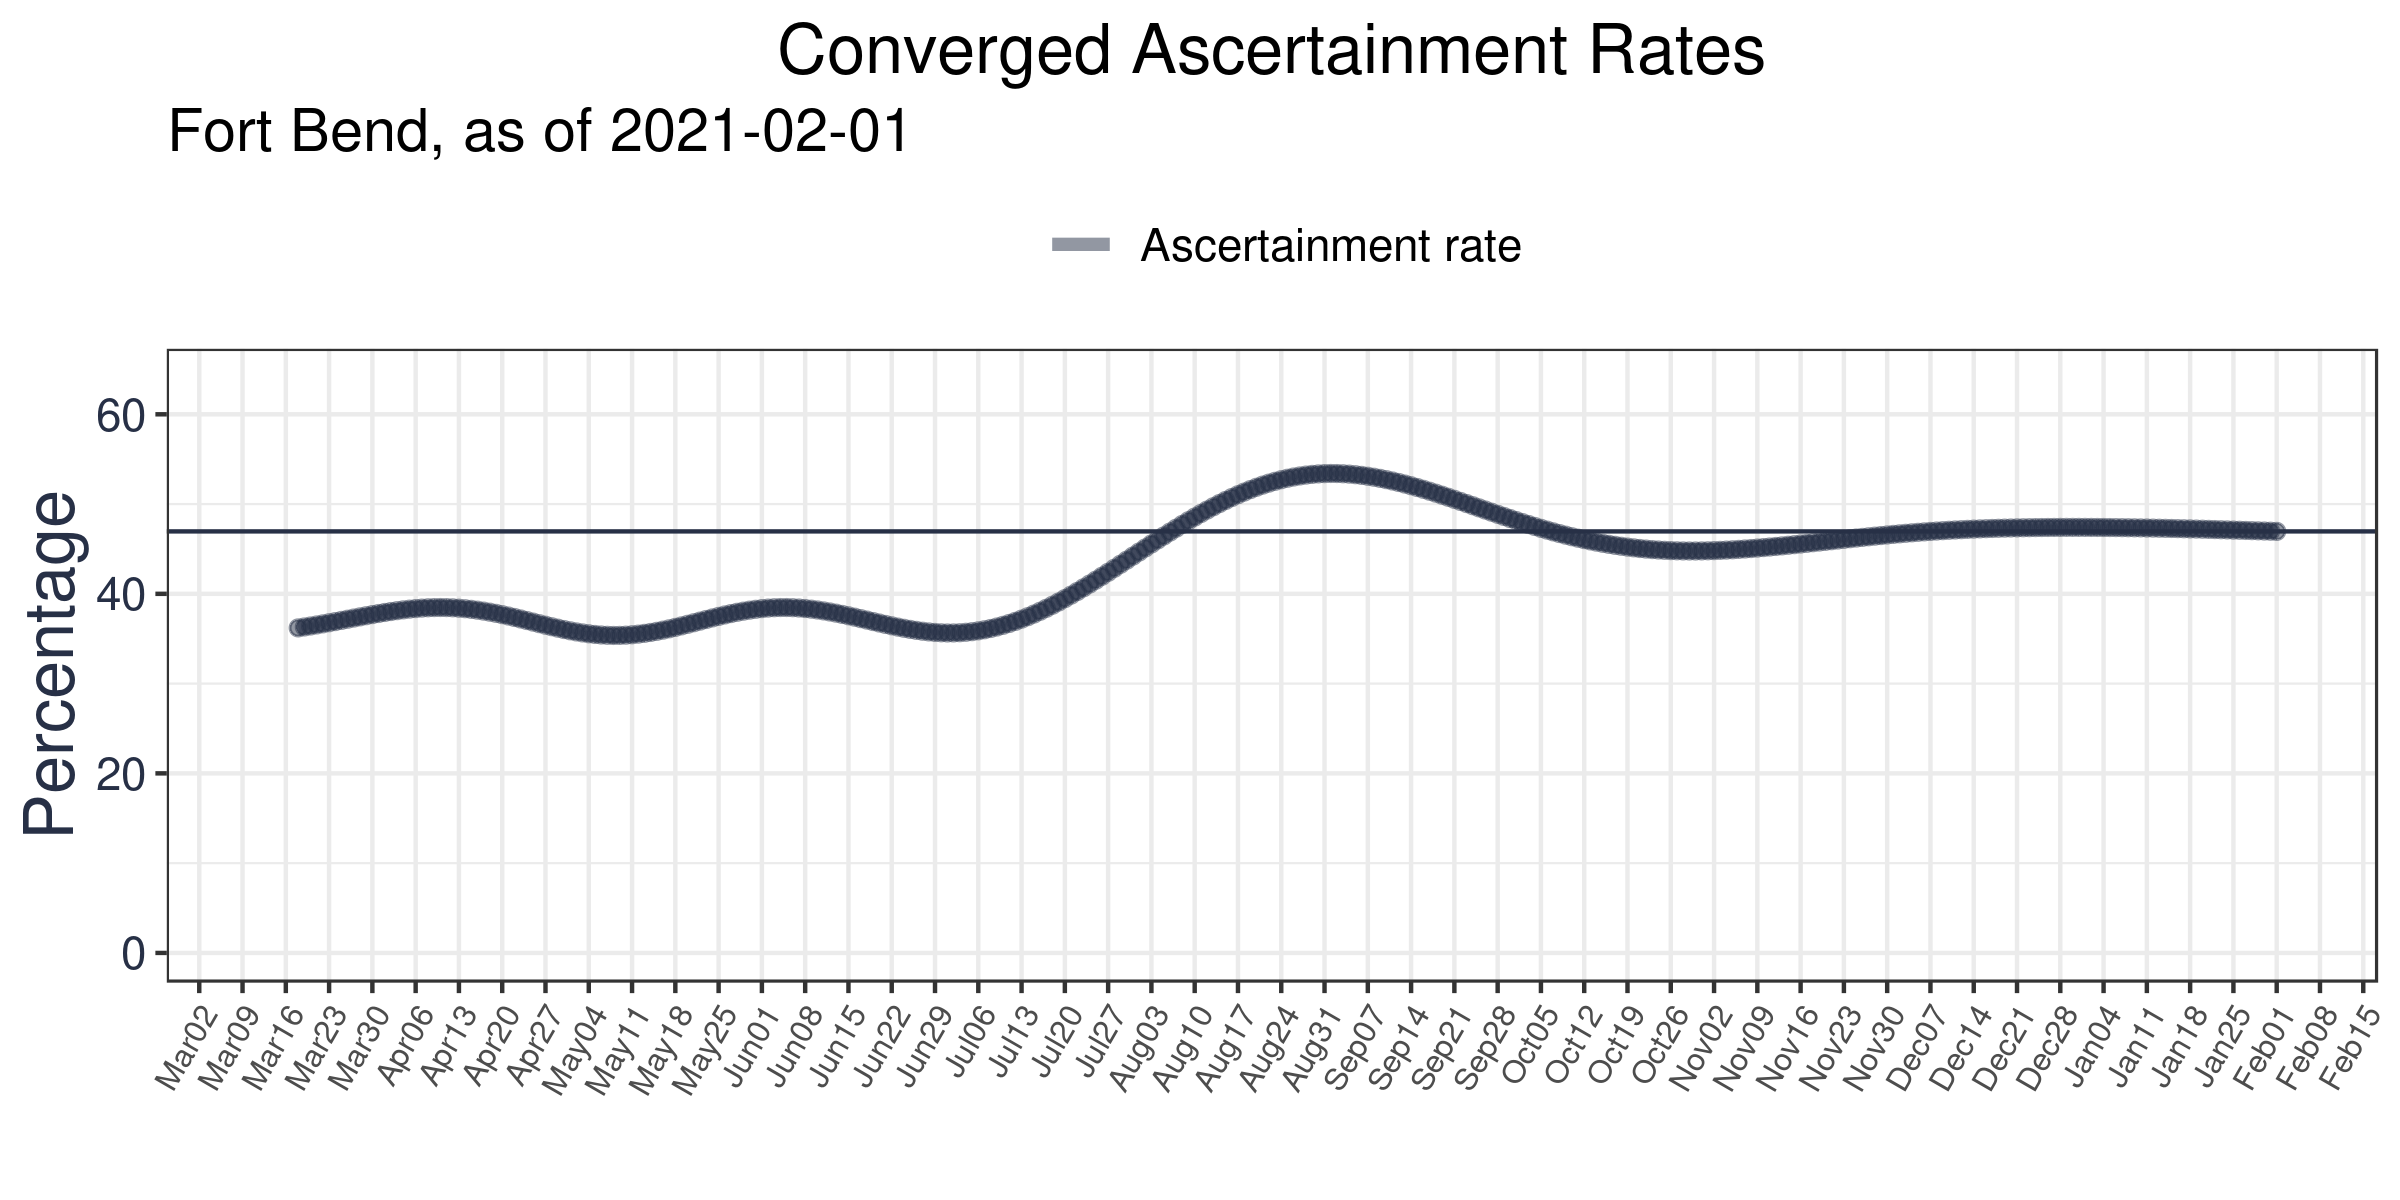 Converged Ascertainment Rates
Fort Bend, as of 2021-02-01
Ascertainment rate
Percentage
60
40
20
0
Mar02
Mar09
Mar16
Mar23
Mar30
Apr06
Apr13
Apr20
Apr27
May04
May11
May18
May25
Jun01
Jun08
Jun15
Jun22
Jun29
Jul06
Jul13
Jul20
Jul27
Aug03
Aug10
Aug17
Aug24
Aug31
Sep07
Sep14
Sep21
Sep28
Oct05
Oct12
Oct19
Oct26
Nov02
Nov09
Nov16
Nov23
Nov30
Dec07
Dec14
Dec21
Dec28
Jan04
Jan11
Jan18
Jan25
Feb01
Feb08
Feb15